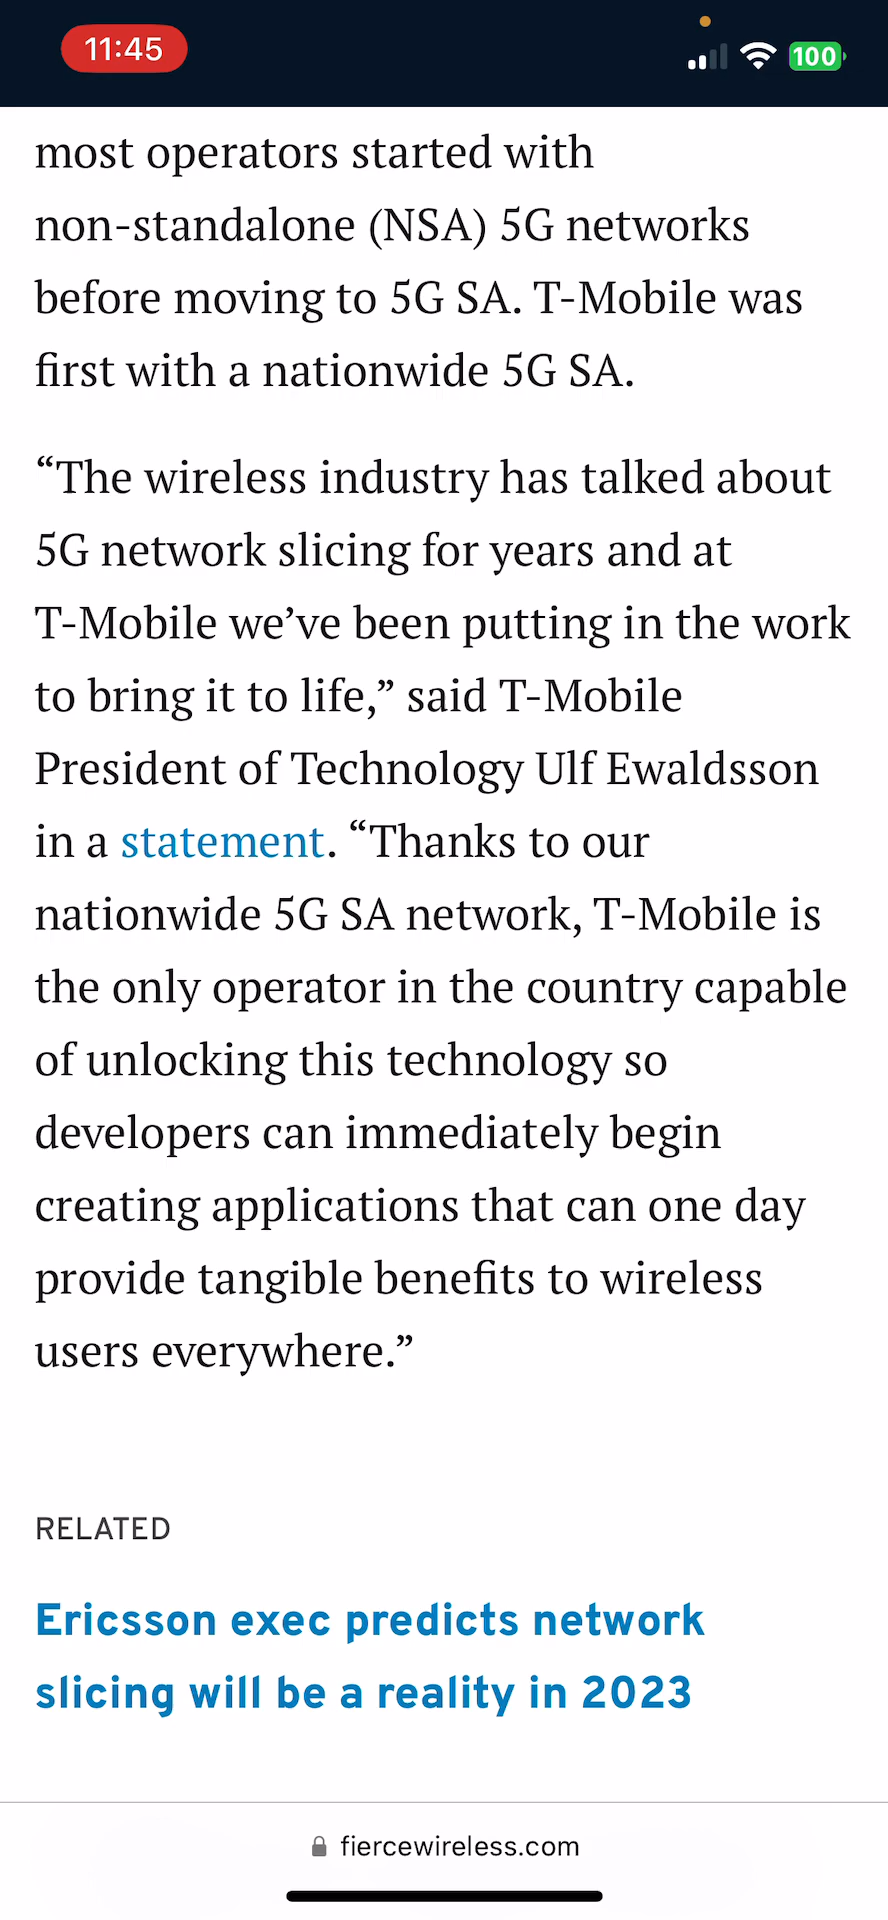 11:45
100
most operators started with
non-standalone (NSA) 5G networks
before moving to 5G SA. T-Mobile was
first with a nationwide 5G SA.
“The wireless industry has talked about
5G network slicing for years and at
T-Mobile we’ve been putting in the work
to bring it to life,” said T-Mobile
President of Technology Ulf Ewaldsson
in a statement. “Thanks to our
nationwide 5G SA network, T-Mobile is
the only operator in the country capable
of unlocking this technology so
developers can immediately begin
creating applications that can one day
provide tangible benefits to wireless
users everywhere.”
RELATED
Ericsson exec predicts network
slicing will be a reality in 2023
fiercewireless.com